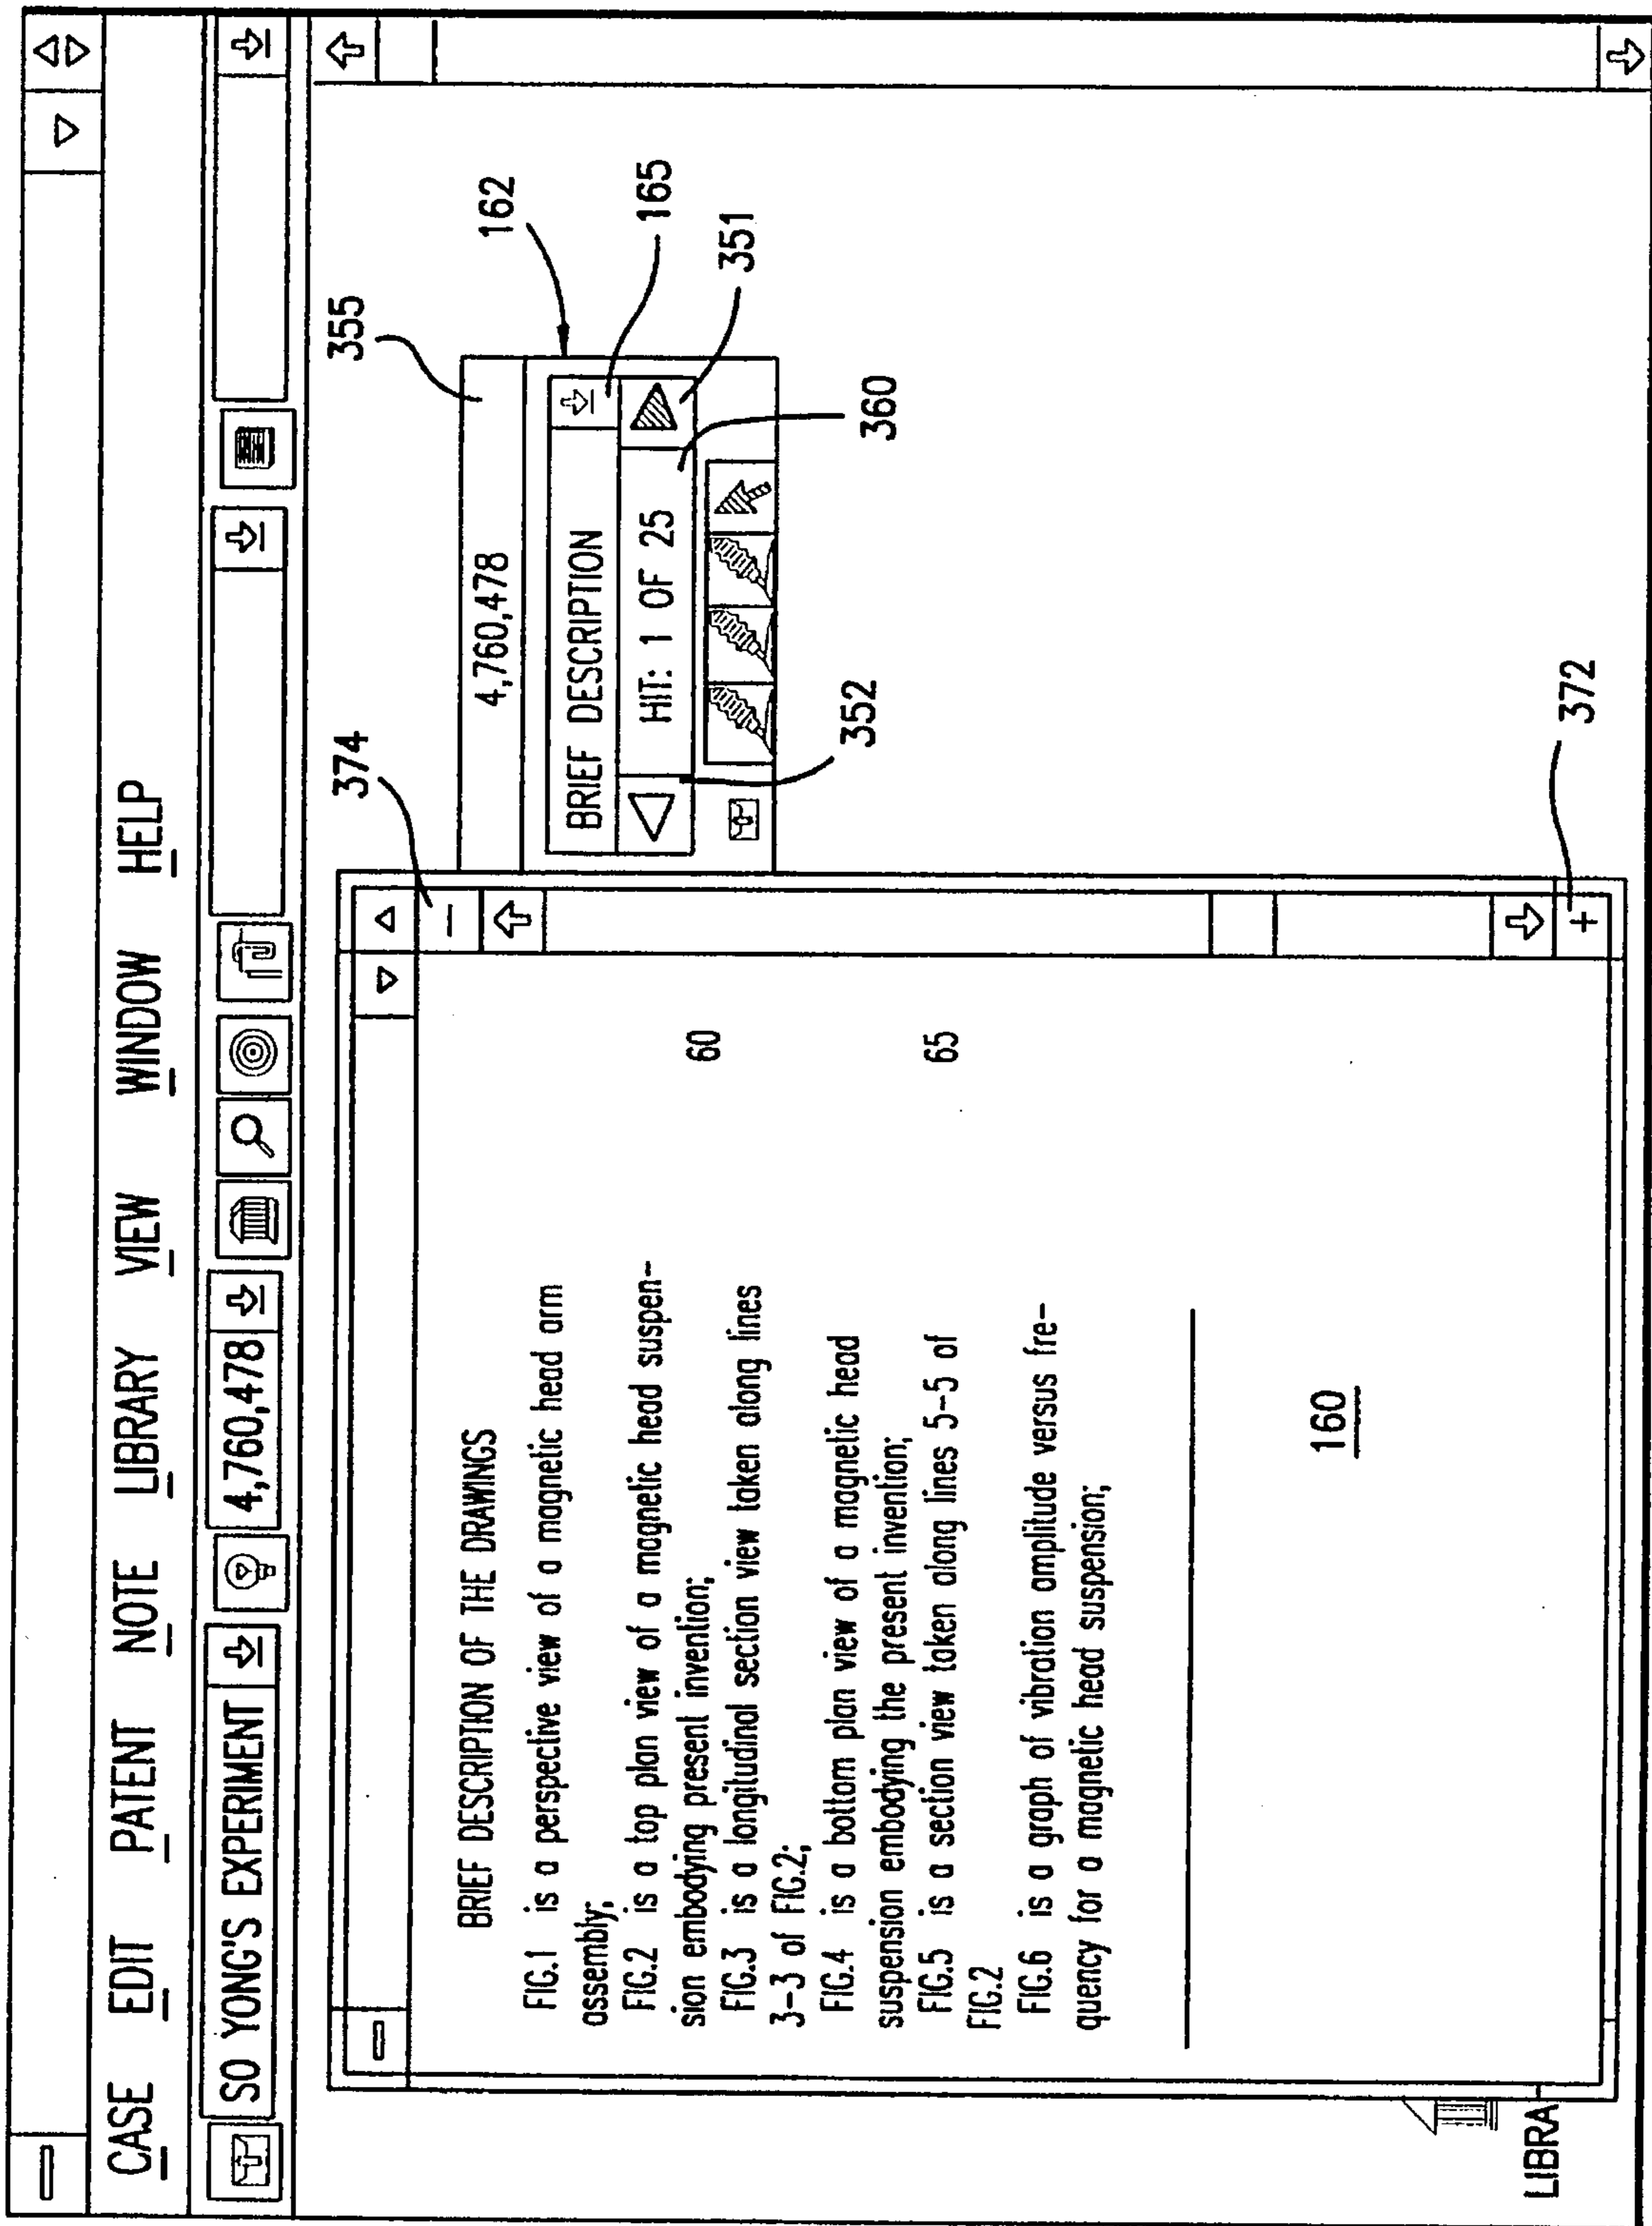 CASE EDIT PATENT NOTE LIBRARY VIEW WINDOW HELP
SO YONG'S EXPERIMENT
4,760,478
374
355
4,760,478
162
BRIEF DESCRIPTION
165
HIT: 1 OF 25
351
352
360
BRIEF DESCRIPTION OF THE DRAWINGS
FIG.1 is a perspective view of a magnetic head arm
assembly;
FIG.2 is a top plan view of a magnetic head suspen-
sion embodying present invention;
60
FIG.3 is a longitudinal section view taken along lines
3-3 of FIG.2;
FIG.4 is a bottom plan view of a magnetic head
suspension embodying the present invention;
FIG.5 is a section view taken along lines 5-5 of
65
FIG.2
FIG.6 is a graph of vibration amplitude versus fre-
quency for a magnetic head suspension;
160
+
372
LIBRA